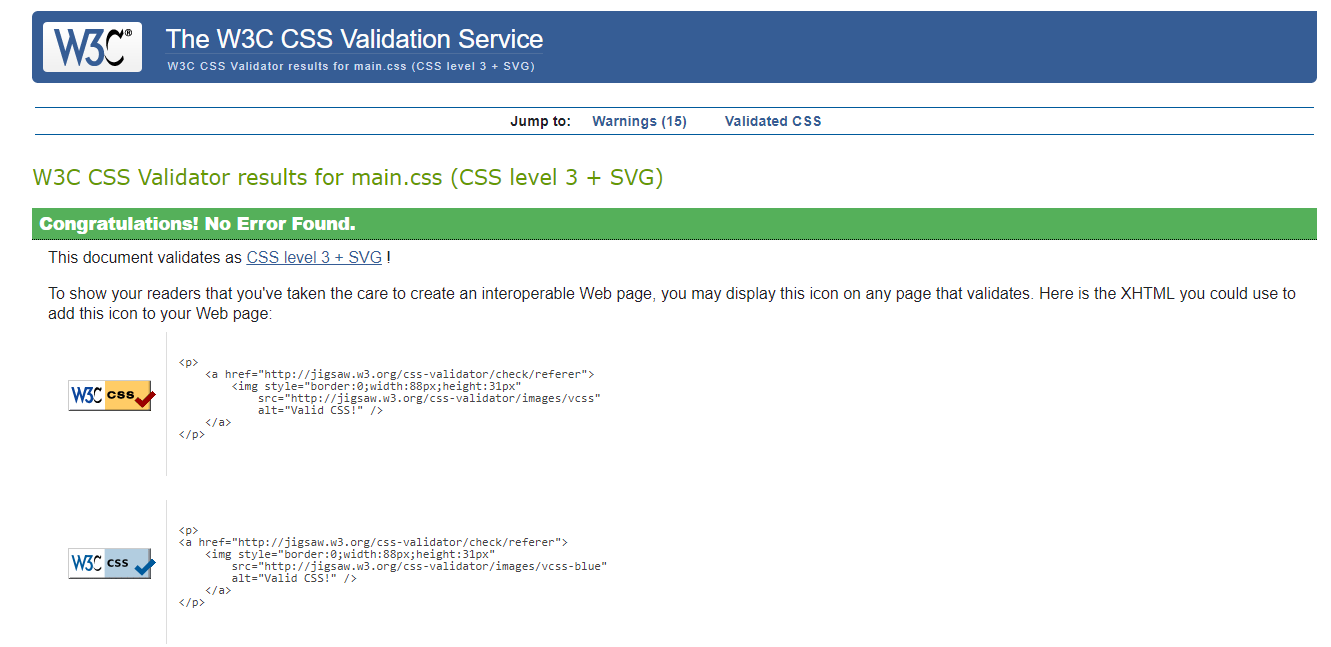 W3C®
The W3C CSS Validation Service
W3C CSS Validator results for main.css (CSS level 3 + SVG)
Jump to: Warnings (15) Validated CSS
W3C CSS Validator results for main.css (CSS level 3 + SVG)
Congratulations! No Error Found.
This document validates as CSS level 3 + SVG !
To show your readers that you've taken the care to create an interoperable Web page, you may display this icon on any page that validates. Here is the XHTML you could use to
add this icon to your Web page:
W3C CSS
<p>
    <a href="http://jigsaw.w3.org/css-validator/check/referer">
        <img style="border:0;width:88px;height:31px"
            src="http://jigsaw.w3.org/css-validator/images/vcss"
            alt="Valid CSS!" />
    </a>
</p>
W3C CSS
<p>
<a href="http://jigsaw.w3.org/css-validator/check/referer">
    <img style="border:0;width:88px;height:31px"
        src="http://jigsaw.w3.org/css-validator/images/vcss-blue"
        alt="Valid CSS!" />
    </a>
</p>